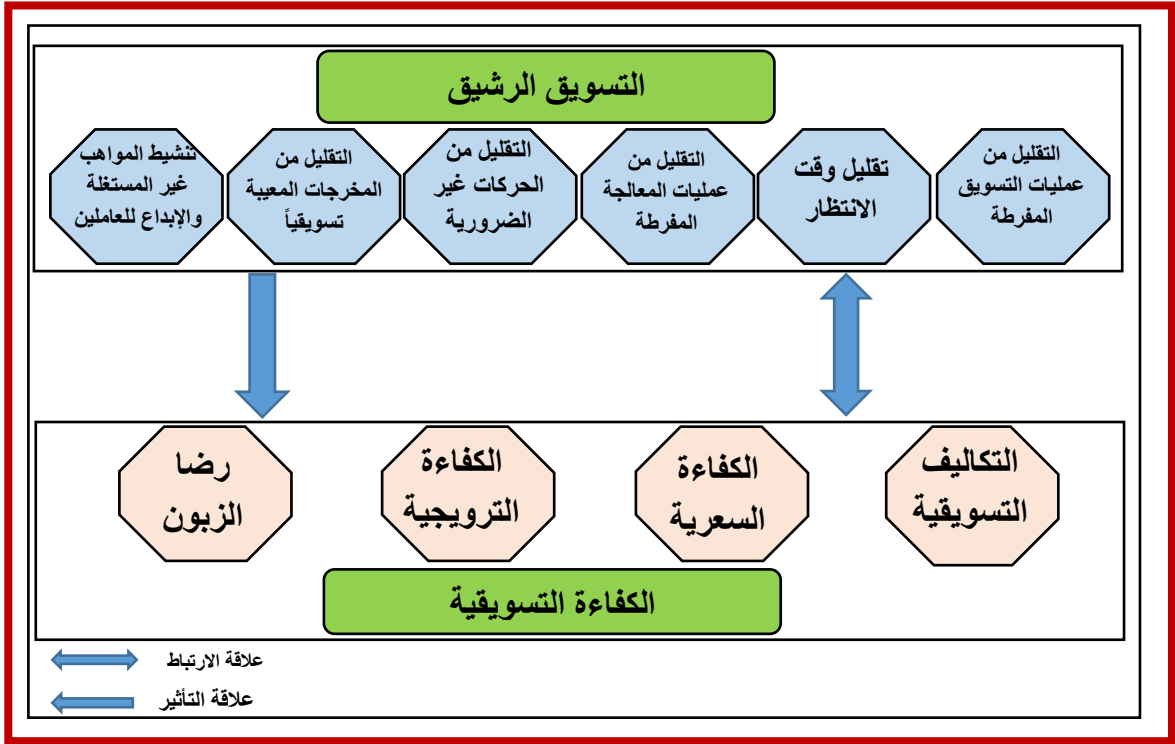 التسويق الرشيق
التقليل من
عمليات التسويق
المفرطة
تقليل وقت
الانتظار
التقليل من
عمليات المعالجة
المفرطة
التقليل من
الحركات غير
الضرورية
التقليل من
المخرجات المعيبة
تسويقياً
تنشيط المواهب
غير المستغلة
والإبداع للعاملين
التكاليف
التسويقية
الكفاءة
السعرية
الكفاءة
الترويجية
رضا
الزبون
الكفاءة التسويقية
علاقة الارتباط
علاقة التأثير